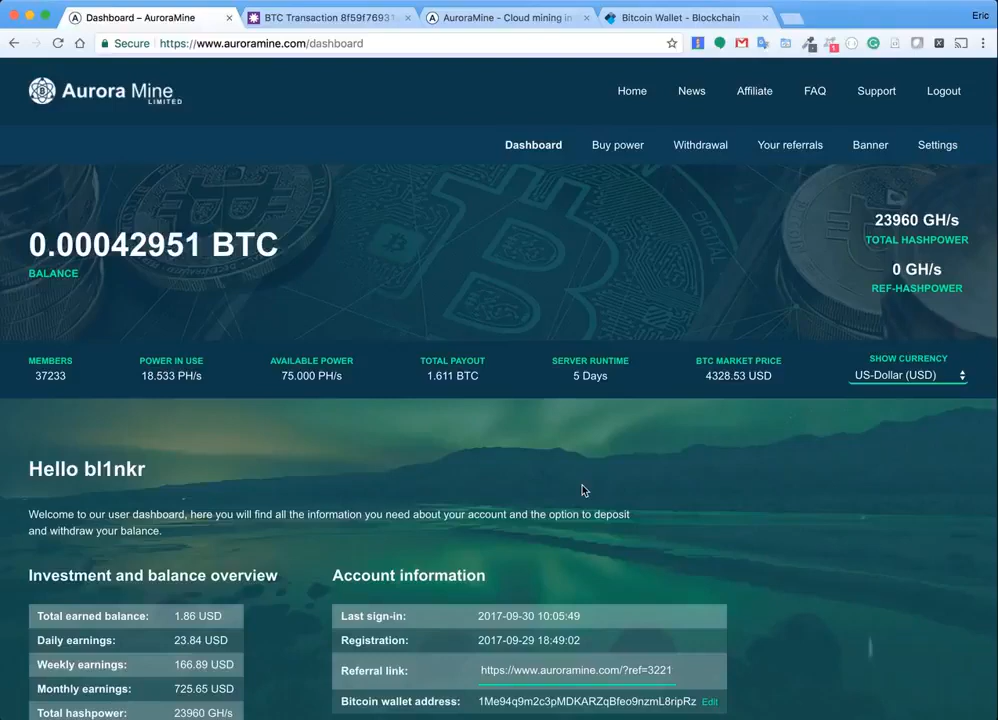 Dashboard – AuroraMine
BTC Transaction 8f59f76931
AuroraMine - Cloud mining in
Bitcoin Wallet - Blockchain
Eric
Secure
https://www.auroramine.com/dashboard
Aurora Mine
LIMITED
Home
News
Affiliate
FAQ
Support
Logout
Dashboard
Buy power
Withdrawal
Your referrals
Banner
Settings
0.00042951 BTC
BALANCE
23960 GH/s
TOTAL HASHPOWER
0 GH/s
REF-HASHPOWER
MEMBERS
37233
POWER IN USE
18.533 PH/s
AVAILABLE POWER
75.000 PH/s
TOTAL PAYOUT
1.611 BTC
SERVER RUNTIME
5 Days
BTC MARKET PRICE
4328.53 USD
SHOW CURRENCY
US-Dollar (USD)
Hello bl1nkr
Welcome to our user dashboard, here you will find all the information you need about your account and the option to deposit
and withdraw your balance.
Investment and balance overview
Total earned balance: 1.86 USD
Daily earnings: 23.84 USD
Weekly earnings: 166.89 USD
Monthly earnings: 725.65 USD
Total hashpower: 23960 GH/s
Account information
Last sign-in: 2017-09-30 10:05:49
Registration: 2017-09-29 18:49:02
Referral link: https://www.auroramine.com/?ref=3221
Bitcoin wallet address: 1Me94q9m2c3pMDKARZqBfeo9nzmL8ripRz Edit